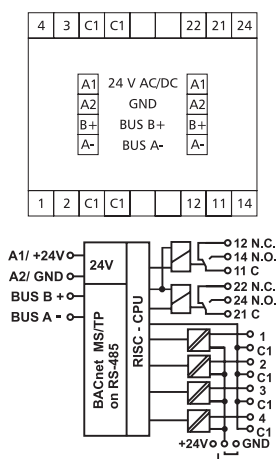 4 3 C1 C1 22 21 24
A1 24 V AC/DC A1
A2 GND A2
B+ BUS B+ B+
A- BUS A- A-
1 2 C1 C1 12 11 14
A1/ +24V
A2/ GND
BUS B +
BUS A -
24V
BACnet MS/TP
on RS-485
RISC - CPU
12 N.C.
14 N.O.
11 C
22 N.C.
24 N.O.
21 C
1
C1
2
C1
3
C1
4
C1
+24V GND